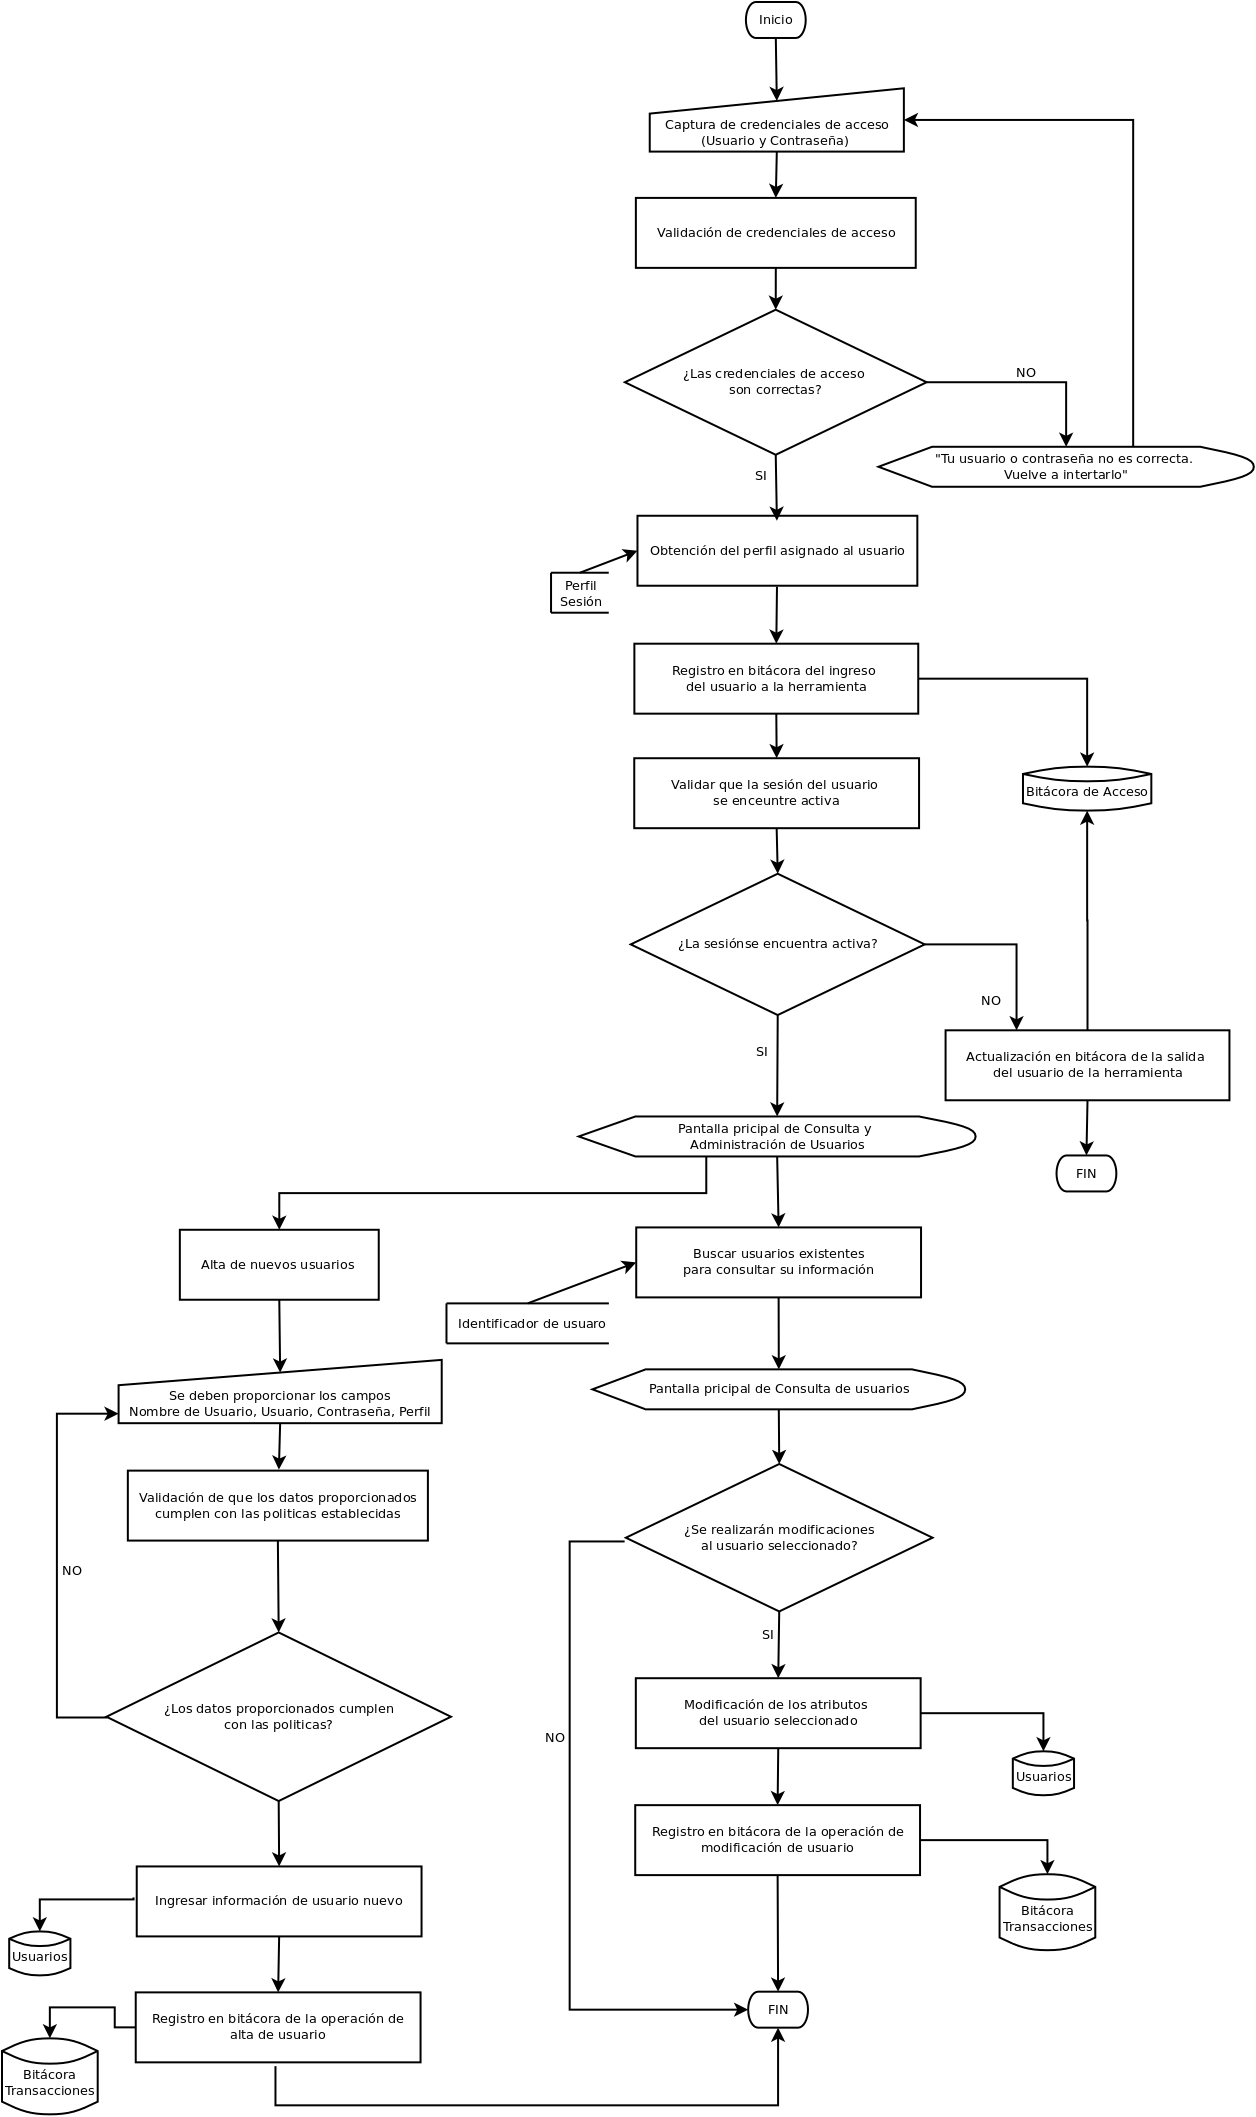 Inicio
Captura de credenciales de acceso
(Usuario y Contraseña)
Validación de credenciales de acceso
¿Las credenciales de acceso
son correctas?
NO
"Tu usuario o contraseña no es correcta.
Vuelve a intertarlo"
SI
Obtención del perfil asignado al usuario
Perfil
Sesión
Registro en bitácora del ingreso
del usuario a la herramienta
Validar que la sesión del usuario
se enceuntre activa
Bitácora de Acceso
¿La sesiónse encuentra activa?
NO
SI
Actualización en bitácora de la salida
del usuario de la herramienta
FIN
Pantalla pricipal de Consulta y
Administración de Usuarios
Alta de nuevos usuarios
Buscar usuarios existentes
para consultar su información
Identificador de usuaro
Pantalla pricipal de Consulta de usuarios
Se deben proporcionar los campos
Nombre de Usuario, Usuario, Contraseña, Perfil
Validación de que los datos proporcionados
cumplen con las politicas establecidas
NO
¿Se realizarán modificaciones
al usuario seleccionado?
SI
¿Los datos proporcionados cumplen
con las politicas?
Modificación de los atributos
del usuario seleccionado
NO
Usuarios
Registro en bitácora de la operación de
modificación de usuario
Bitácora
Transacciones
Ingresar información de usuario nuevo
Usuarios
Registro en bitácora de la operación de
alta de usuario
Bitácora
Transacciones
FIN